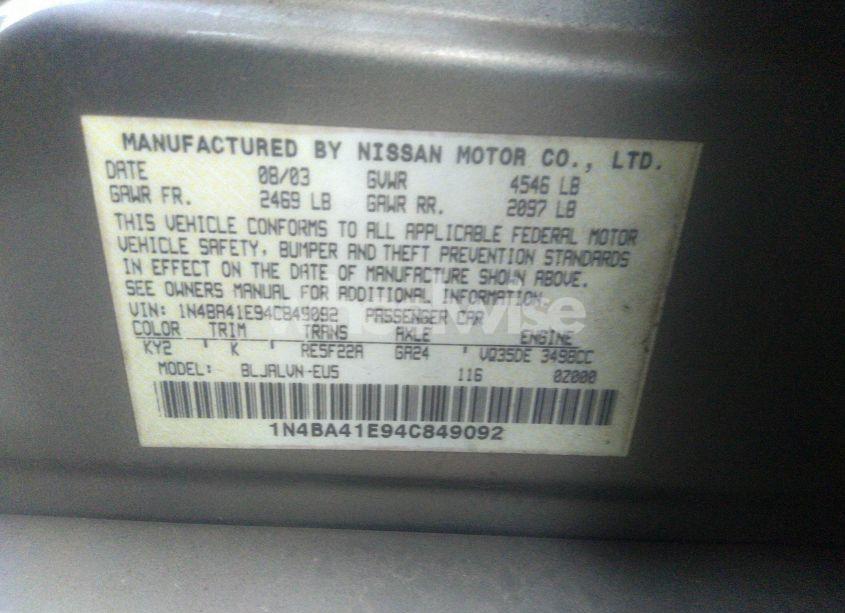 MANUFACTURED BY NISSAN MOTOR CO., LTD.
DATE 08/03 GVWR 4546 LB
GAWR FR. 2469 LB GAWR RR. 2097 LB
THIS VEHICLE CONFORMS TO ALL APPLICABLE FEDERAL MOTOR
VEHICLE SAFETY, BUMPER AND THEFT PREVENTION STANDARDS
IN EFFECT ON THE DATE OF MANUFACTURE SHOWN ABOVE.
SEE OWNERS MANUAL FOR ADDITIONAL INFORMATION.
VIN: 1N4BA41E94C849092 PASSENGER CAR
COLOR TRIM TRANS AXLE ENGINE
KY2 ' K RE5F22A GA24 ' VQ35DE 3498CC
MODEL: BLJALVN-EU5 116 0Z000
1N4BA41E94C849092